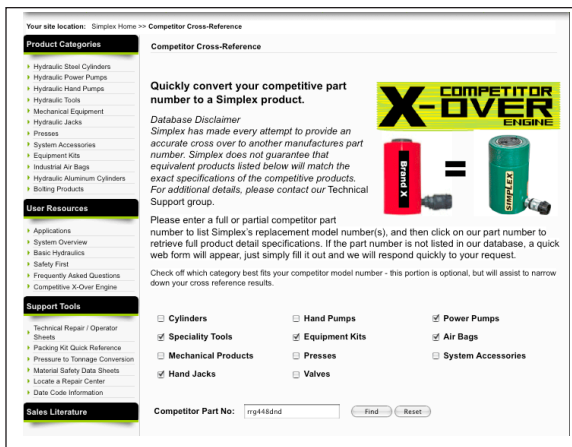 Your site location: Simplex Home >> Competitor Cross-Reference
Product Categories
Hydraulic Steel Cylinders
Hydraulic Power Pumps
Hydraulic Hand Pumps
Hydraulic Tools
Mechanical Equipment
Hydraulic Jacks
Presses
System Accessories
Equipment Kits
Industrial Air Bags
Hydraulic Aluminum Cylinders
Bolting Products
User Resources
Applications
System Overview
Basic Hydraulics
Safety First
Frequently Asked Questions
Competitive X-Over Engine
Support Tools
Technical Repair / Operator
Sheets
Packing Kit Quick Reference
Pressure to Tonnage Conversion
Material Safety Data Sheets
Locate a Repair Center
Date Code Information
Sales Literature
Competitor Cross-Reference
Quickly convert your competitive part
number to a Simplex product.
Database Disclaimer
Simplex has made every attempt to provide an
accurate cross over to another manufactures part
number. Simplex does not guarantee that
equivalent products listed below will match the
exact specifications of the competitive products.
For additional details, please contact our Technical
Support group.
COMPETITOR
X-OVER
ENGINE
Brand X
=
SIMPLEX
Please enter a full or partial competitor part
number to list Simplex's replacement model number(s), and then click on our part number to
retrieve full product detail specifications. If the part number is not listed in our database, a quick
web form will appear, just simply fill it out and we will respond quickly to your request.
Check off which category best fits your competitor model number - this portion is optional, but will assist to narrow
down your cross reference results.
Cylinders Hand Pumps Power Pumps
Speciality Tools Equipment Kits Air Bags
Mechanical Products Presses System Accessories
Hand Jacks Valves
Competitor Part No: rrg448dnd Find Reset